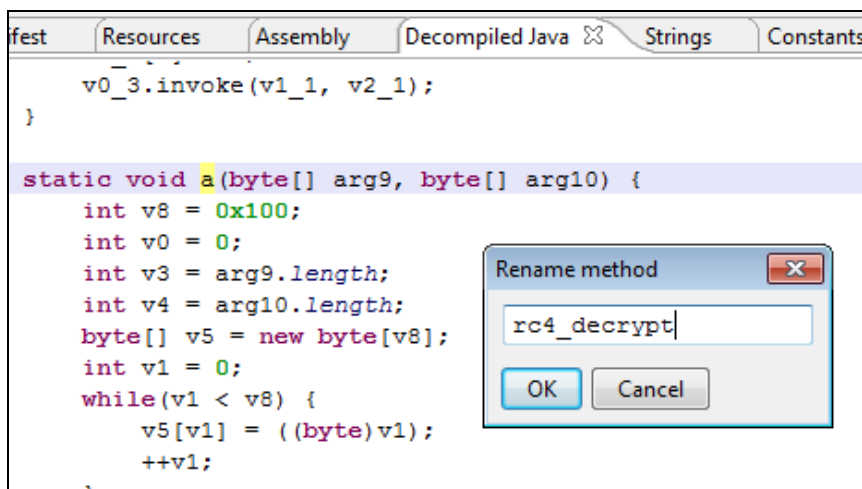 ifest Resources Assembly Decompiled Java Strings Constants
v0_3.invoke(v1_1, v2_1);
}
static void a(byte[] arg9, byte[] arg10) {
int v8 = 0x100;
int v0 = 0;
int v3 = arg9.length;
int v4 = arg10.length;
byte[] v5 = new byte[v8];
int v1 = 0;
while(v1 < v8) {
v5[v1] = ((byte)v1);
++v1;
Rename method
rc4_decrypt
OK Cancel